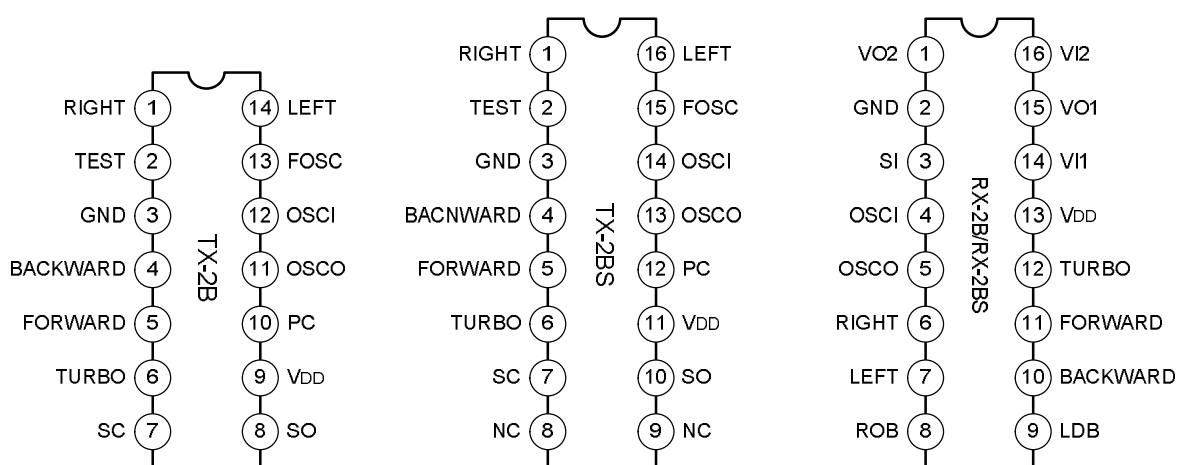 RIGHT 1 14 LEFT
TEST 2 13 FOSC
GND 3 12 OSCI
BACKWARD 4 11 OSCO
FORWARD 5 10 PC
TURBO 6 9 VDD
SC 7 8 SO
TX-2B
RIGHT 1 16 LEFT
TEST 2 15 FOSC
GND 3 14 OSCI
BACNWARD 4 13 OSCO
FORWARD 5 12 PC
TURBO 6 11 VDD
SC 7 10 SO
NC 8 9 NC
TX-2BS
VO2 1 16 VI2
GND 2 15 VO1
SI 3 14 VI1
OSCI 4 13 VDD
OSCO 5 12 TURBO
RIGHT 6 11 FORWARD
LEFT 7 10 BACKWARD
ROB 8 9 LDB
RX-2B/RX-2BS